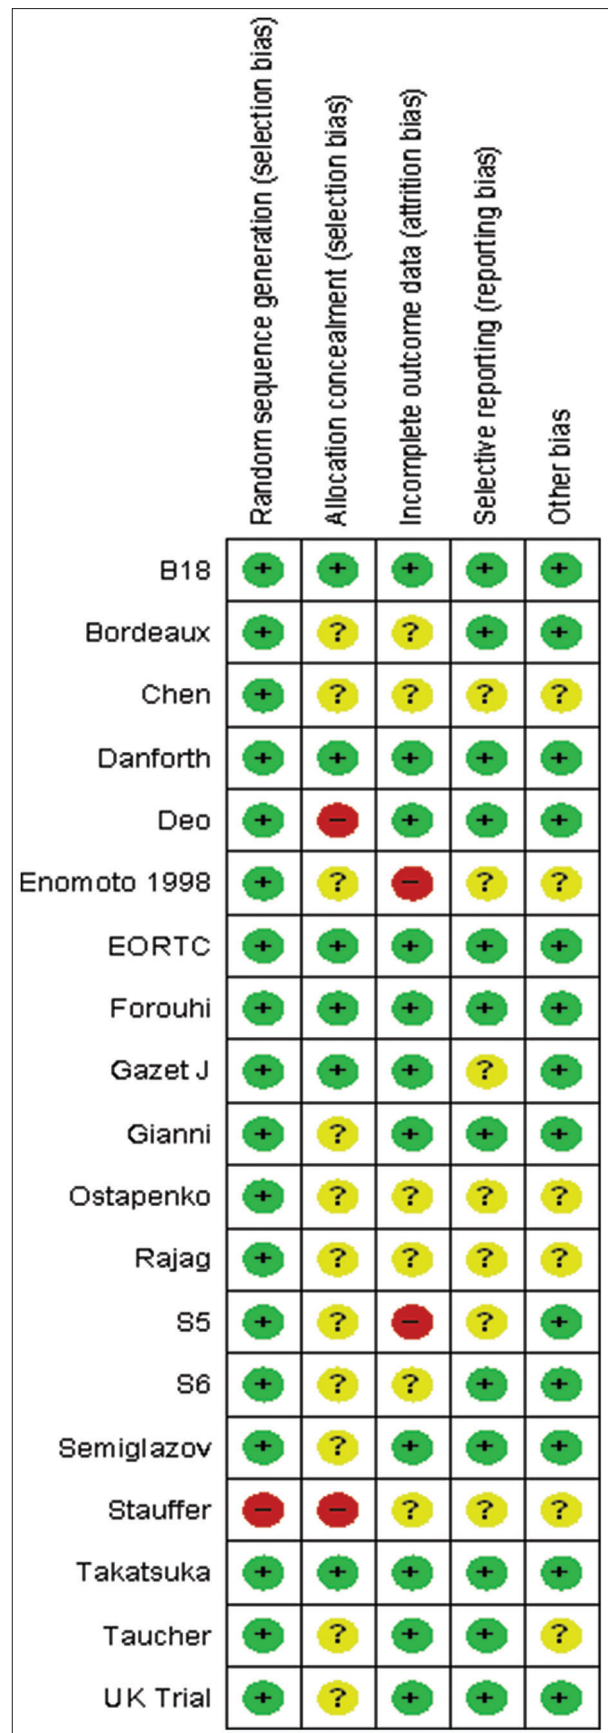 Random sequence generation (selection bias)
Allocation concealment (selection bias)
Incomplete outcome data (attrition bias)
Selective reporting (reporting bias)
Other bias
B18 + + + + +
Bordeaux + ? ? + +
Chen + ? ? ? ?
Danforth + + + + +
Deo + − + + +
Enomoto 1998 + ? − ? ?
EORTC + + + + +
Forouhi + + + + +
Gazet J + + + ? +
Gianni + ? + + +
Ostapenko + ? ? ? ?
Rajag + ? ? ? ?
S5 + ? − ? +
S6 + ? ? + +
Semiglazov + ? + + +
Stauffer − − ? ? ?
Takatsuka + + + + +
Taucher + ? + + ?
UK Trial + ? + + +